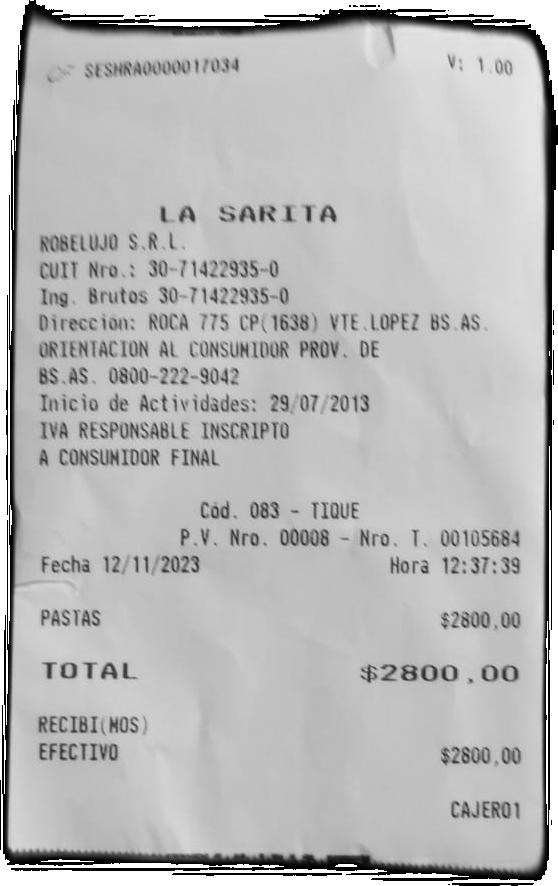 CF SESHRA0000017034 V: 1.00
LA SARITA
ROBELUJO S.R.L.
CUIT Nro.: 30-71422935-0
Ing. Brutos 30-71422935-0
Dirección: ROCA 775 CP(1638) VTE.LOPEZ BS.AS.
ORIENTACION AL CONSUMIDOR PROV. DE
BS.AS. 0800-222-9042
Inicio de Actividades: 29/07/2013
IVA RESPONSABLE INSCRIPTO
A CONSUMIDOR FINAL
Cód. 083 - TIQUE
P.V. Nro. 00008 - Nro. T. 00105684
Fecha 12/11/2023 Hora 12:37:39
PASTAS $2800,00
TOTAL $2800,00
RECIBI(MOS)
EFECTIVO $2800,00
CAJERO1